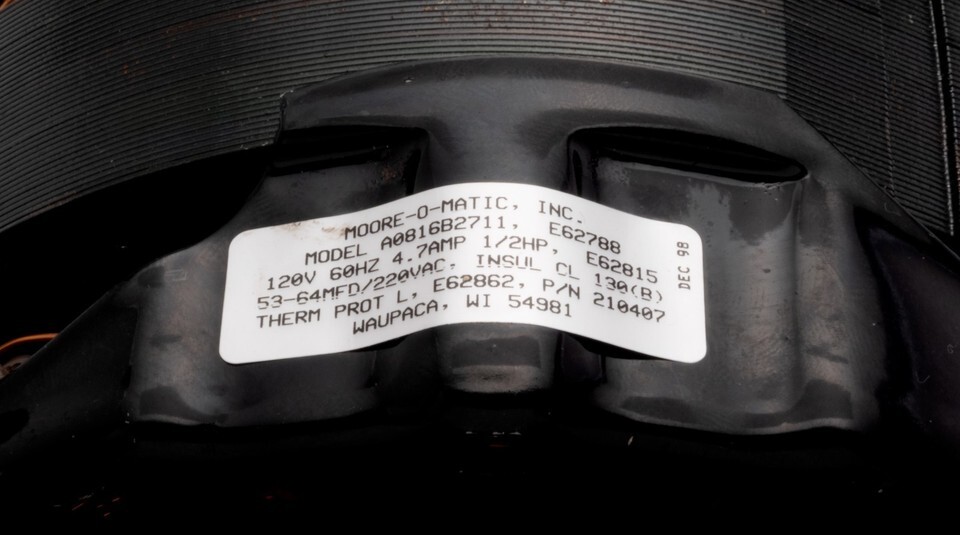 MOORE-O-MATIC, INC.
MODEL A0816B2711, E62788
120V 60HZ 4.7AMP 1/2HP, E62815
53-64MFD/220VAC, INSUL CL 130(B)
THERM PROT L, E62862, P/N 210407
WAUPACA, WI 54981
DEC 98